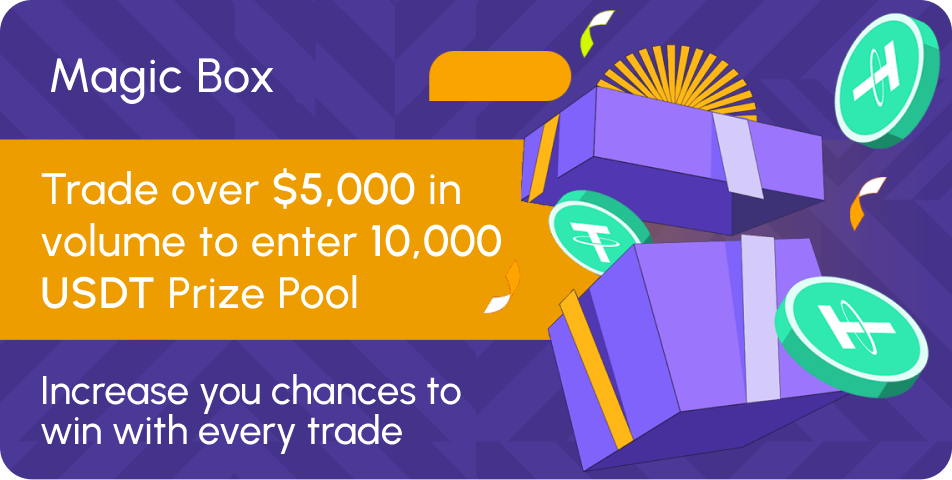 Magic Box
Trade over $5,000 in
volume to enter 10,000
USDT Prize Pool
Increase you chances to
win with every trade